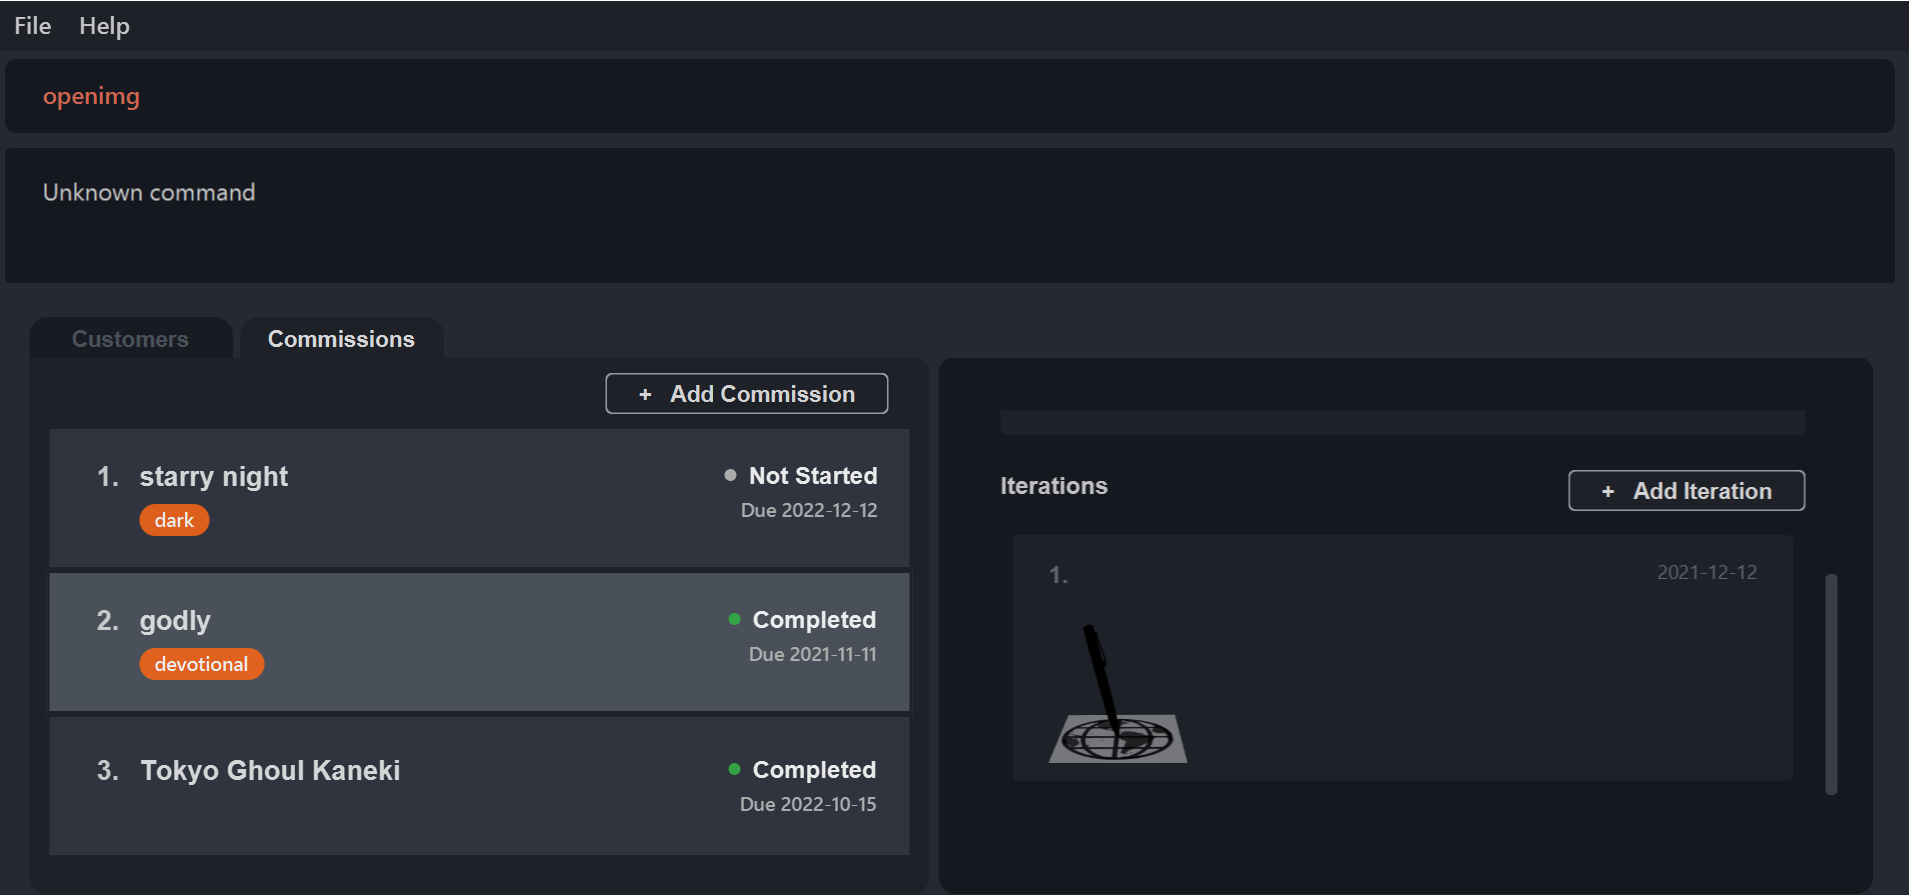 File Help
openimg
Unknown command
Customers Commissions
+ Add Commission
1. starry night
dark
Not Started
Due 2022-12-12
2. godly
devotional
Completed
Due 2021-11-11
3. Tokyo Ghoul Kaneki
Completed
Due 2022-10-15
Iterations
+ Add Iteration
1.
2021-12-12